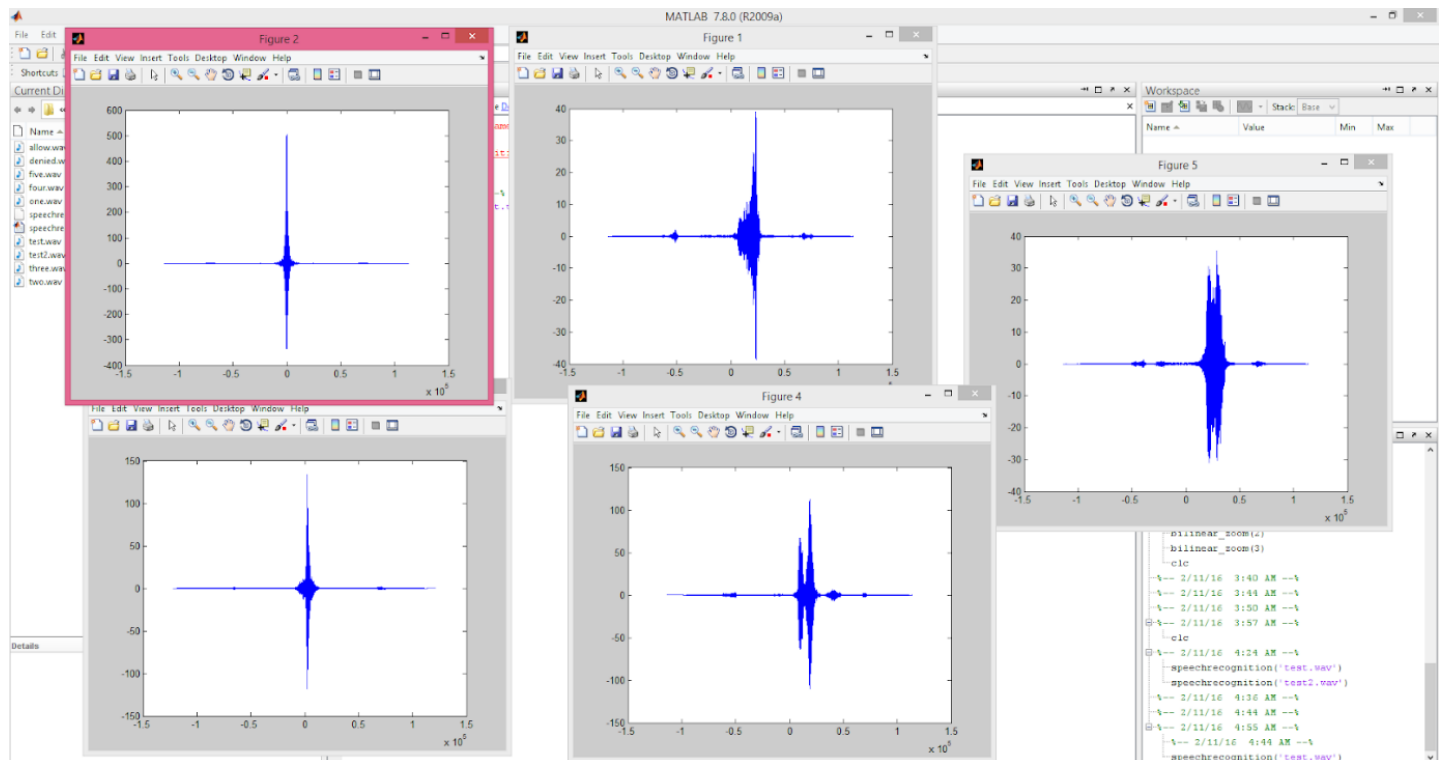 MATLAB 7.8.0 (R2009a)
File Edit
Shortcuts
Current Di
Name
allow.wav
denied.w
five.wav
four.wav
one.wav
speechre
speechre
test.wav
test2.wav
three.wav
two.wav
Details
Figure 2
File Edit View Insert Tools Desktop Window Help
600
500
400
300
200
100
0
-100
-200
-300
-400
-1.5 -1 -0.5 0 0.5 1 1.5
x 10^5
Figure 1
File Edit View Insert Tools Desktop Window Help
40
30
20
10
0
-10
-20
-30
-40
-1.5 -1 -0.5 0 0.5 1 1.5
Workspace
Stack: Base
Name Value Min Max
Figure 5
File Edit View Insert Tools Desktop Window Help
40
30
20
10
0
-10
-20
-30
-40
-1.5 -1 -0.5 0 0.5 1 1.5
x 10^5
File Edit View Insert Tools Desktop Window Help
150
100
50
0
-50
-100
-150
-1.5 -1 -0.5 0 0.5 1 1.5
x 10^5
Figure 4
File Edit View Insert Tools Desktop Window Help
150
100
50
0
-50
-100
-150
-1.5 -1 -0.5 0 0.5 1 1.5
x 10^5
bilinear_zoom(2)
bilinear_zoom(3)
clc
%-- 2/11/16 3:40 AM --%
%-- 2/11/16 3:44 AM --%
%-- 2/11/16 3:50 AM --%
%-- 2/11/16 3:57 AM --%
clc
%-- 2/11/16 4:24 AM --%
speechrecognition('test.wav')
speechrecognition('test2.wav')
%-- 2/11/16 4:36 AM --%
%-- 2/11/16 4:44 AM --%
%-- 2/11/16 4:55 AM --%
%-- 2/11/16 4:44 AM --%
speechrecognition('test.wav')